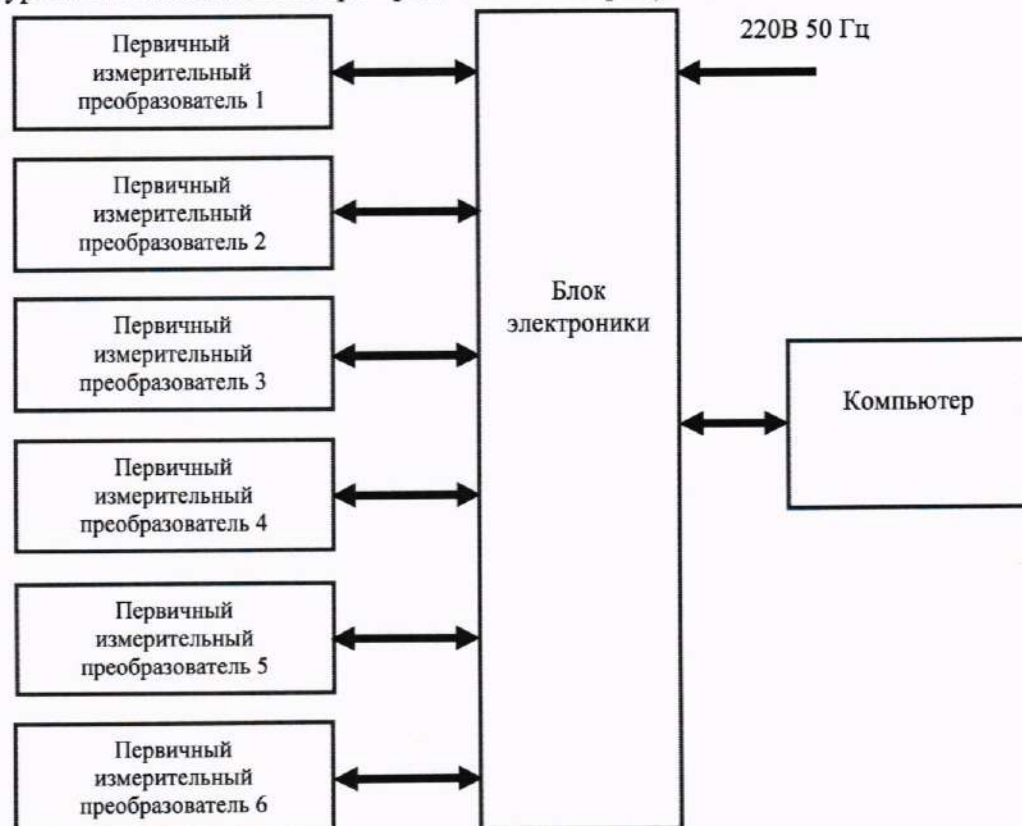 Первичный
измерительный
преобразователь 1
220В 50 Гц
Первичный
измерительный
преобразователь 2
Первичный
измерительный
преобразователь 3
Блок
электроники
Компьютер
Первичный
измерительный
преобразователь 4
Первичный
измерительный
преобразователь 5
Первичный
измерительный
преобразователь 6